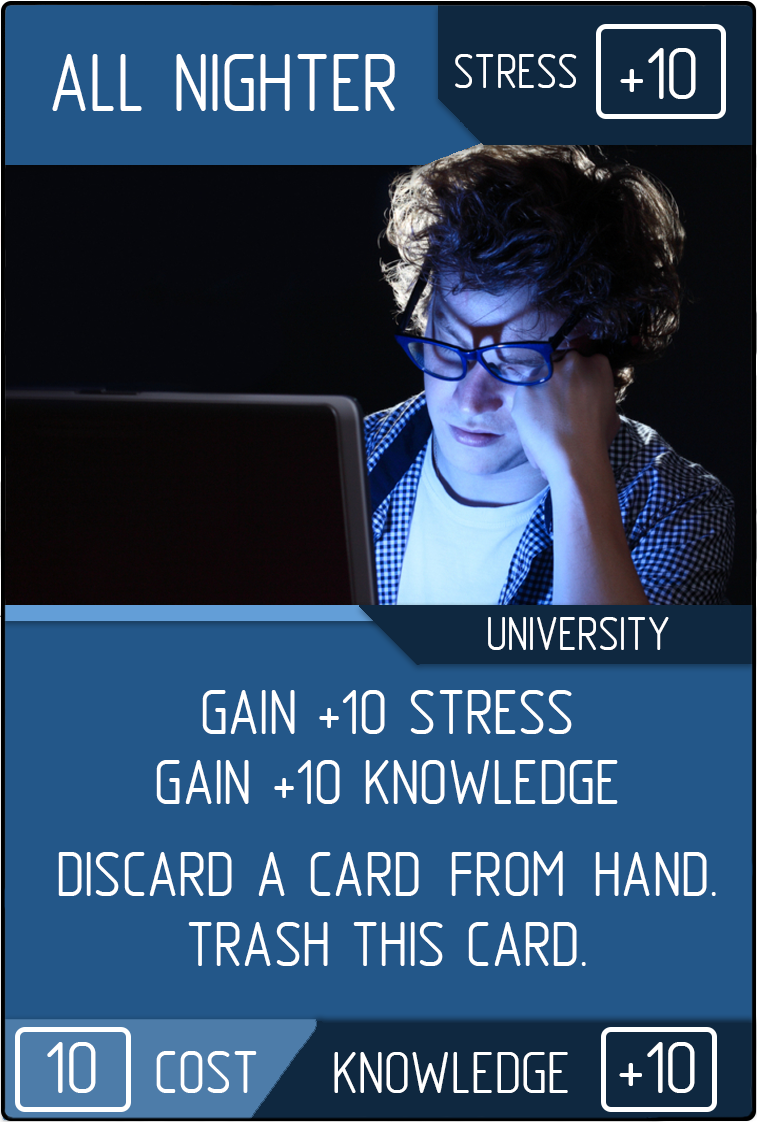 ALL NIGHTER
STRESS +10
UNIVERSITY
GAIN +10 STRESS
GAIN +10 KNOWLEDGE
DISCARD A CARD FROM HAND.
TRASH THIS CARD.
10 COST KNOWLEDGE +10